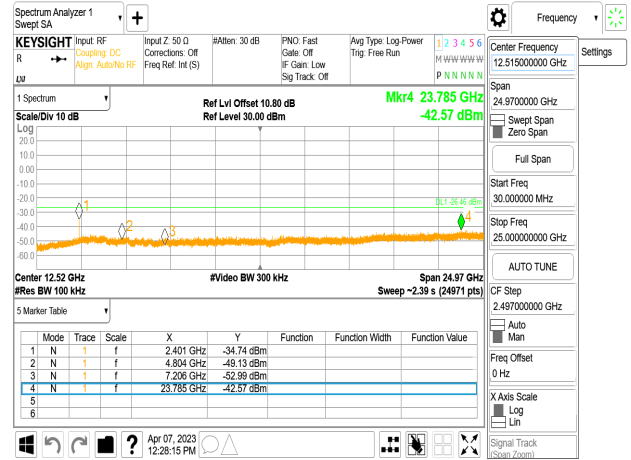 Spectrum Analyzer 1
Swept SA
Frequency
KEYSIGHT
R
Input: RF
Coupling: DC
Align: Auto/No RF
Input Z: 50 Ω
Corrections: Off
Freq Ref: Int (S)
#Atten: 30 dB
PNO: Fast
Gate: Off
IF Gain: Low
Sig Track: Off
Avg Type: Log-Power
Trig: Free Run
1 2 3 4 5 6
M W W W W W
P N N N N N
1 Spectrum
Scale/Div 10 dB
Ref Lvl Offset 10.80 dB
Ref Level 30.00 dBm
Mkr4 23.785 GHz
-42.57 dBm
Log
20.0
10.0
0.00
-10.0
-20.0
-30.0
-40.0
-50.0
-60.0
DL1 -26.46 dBm
1
2
3
4
Center 12.52 GHz
#Res BW 100 kHz
#Video BW 300 kHz
Span 24.97 GHz
Sweep ~2.39 s (24971 pts)
5 Marker Table
Mode Trace Scale X Y Function Function Width Function Value
1 N 1 f 2.401 GHz -34.74 dBm
2 N 1 f 4.804 GHz -49.13 dBm
3 N 1 f 7.206 GHz -52.99 dBm
4 N 1 f 23.785 GHz -42.57 dBm
5
6
?
Apr 07, 2023
12:28:15 PM
Center Frequency
12.515000000 GHz
Settings
Span
24.9700000 GHz
Swept Span
Zero Span
Full Span
Start Freq
30.000000 MHz
Stop Freq
25.000000000 GHz
AUTO TUNE
CF Step
2.497000000 GHz
Auto
Man
Freq Offset
0 Hz
X Axis Scale
Log
Lin
Signal Track
(Span Zoom)